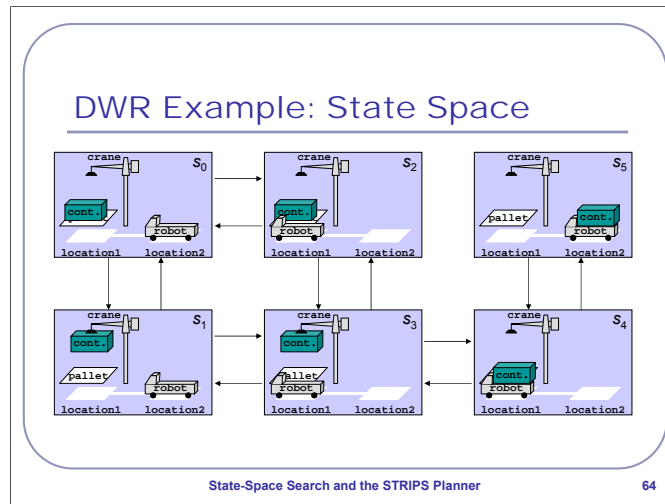 DWR Example: State Space
crane S0
cont.
robot
location1 location2
crane S2
cont.
robot
location1 location2
crane S5
pallet cont.
robot
location1 location2
crane S1
cont.
pallet
robot
location1 location2
crane S3
cont.
pallet
robot
location1 location2
crane S4
cont.
robot
location1 location2
State-Space Search and the STRIPS Planner 64